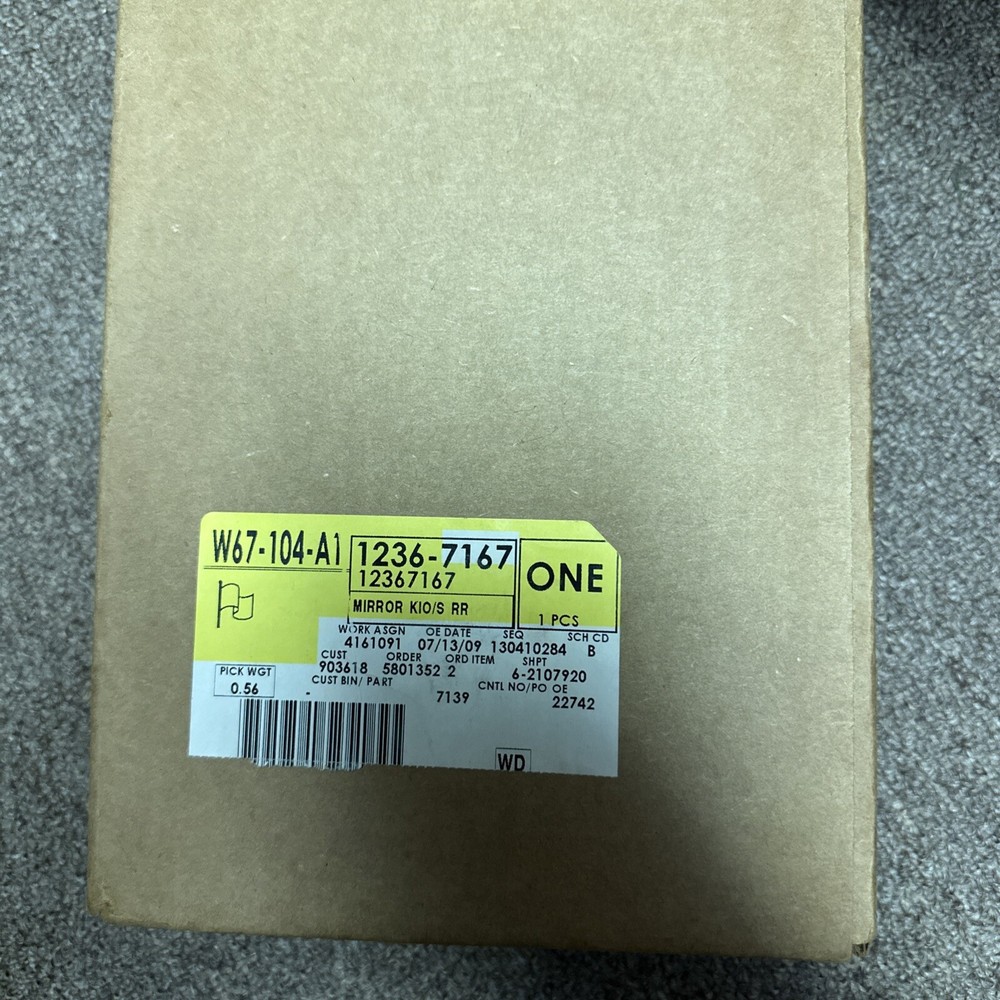 W67-104-A1
1236-7167
12367167
MIRROR KIO/S RR
ONE
1 PCS
WORK ASGN OE DATE SEQ SCH CD
4161091 07/13/09 130410284 B
CUST ORDER ORD ITEM SHPT
903618 5801352 2 6-2107920
CUST BIN/ PART CNTL NO/PO OE
- 7139 22742
PICK WGT
0.56
WD